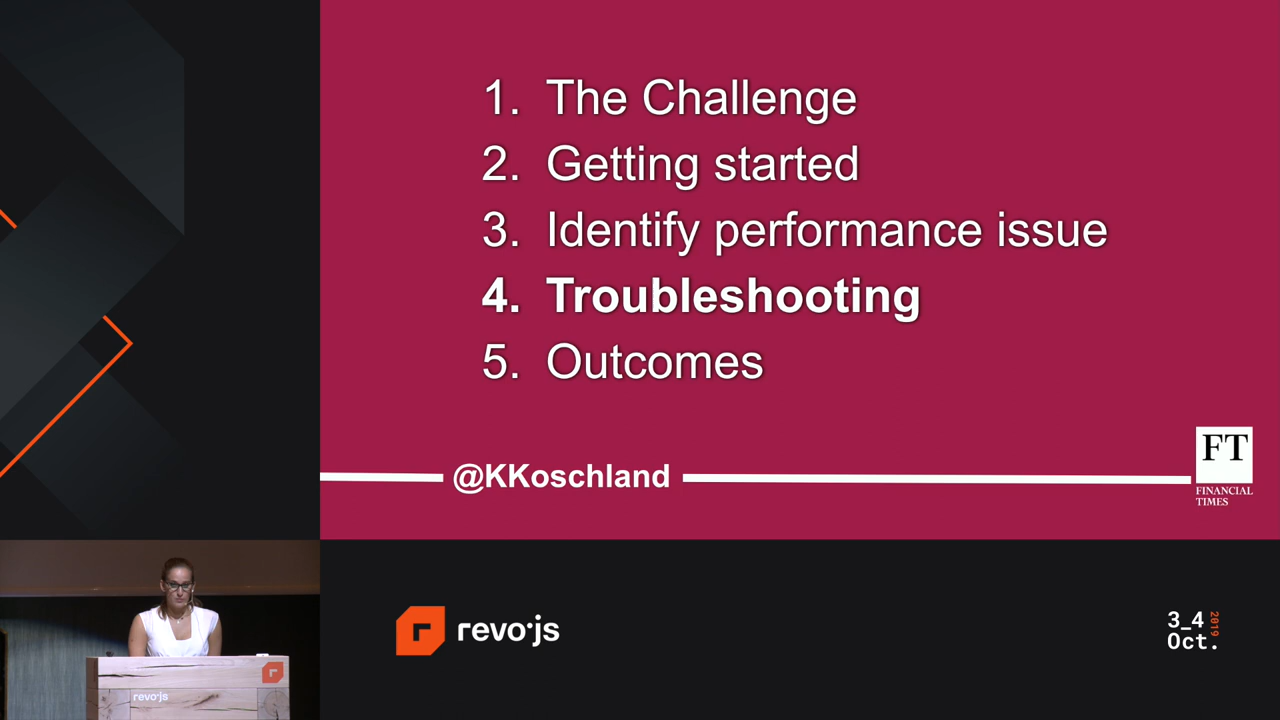 1. The Challenge
2. Getting started
3. Identify performance issue
4. Troubleshooting
5. Outcomes
@KKoschland
FT
FINANCIAL
TIMES
revo·js
revo·js
3_4
Oct.
2019